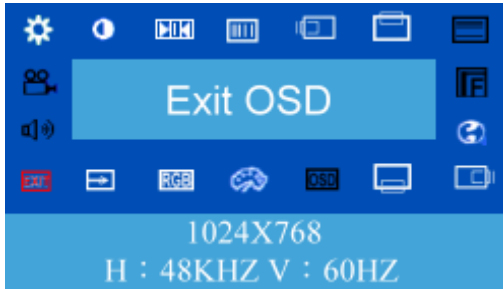 F
Exit OSD
EXIT
RGB
OSD
1024X768
H：48KHZ V：60HZ